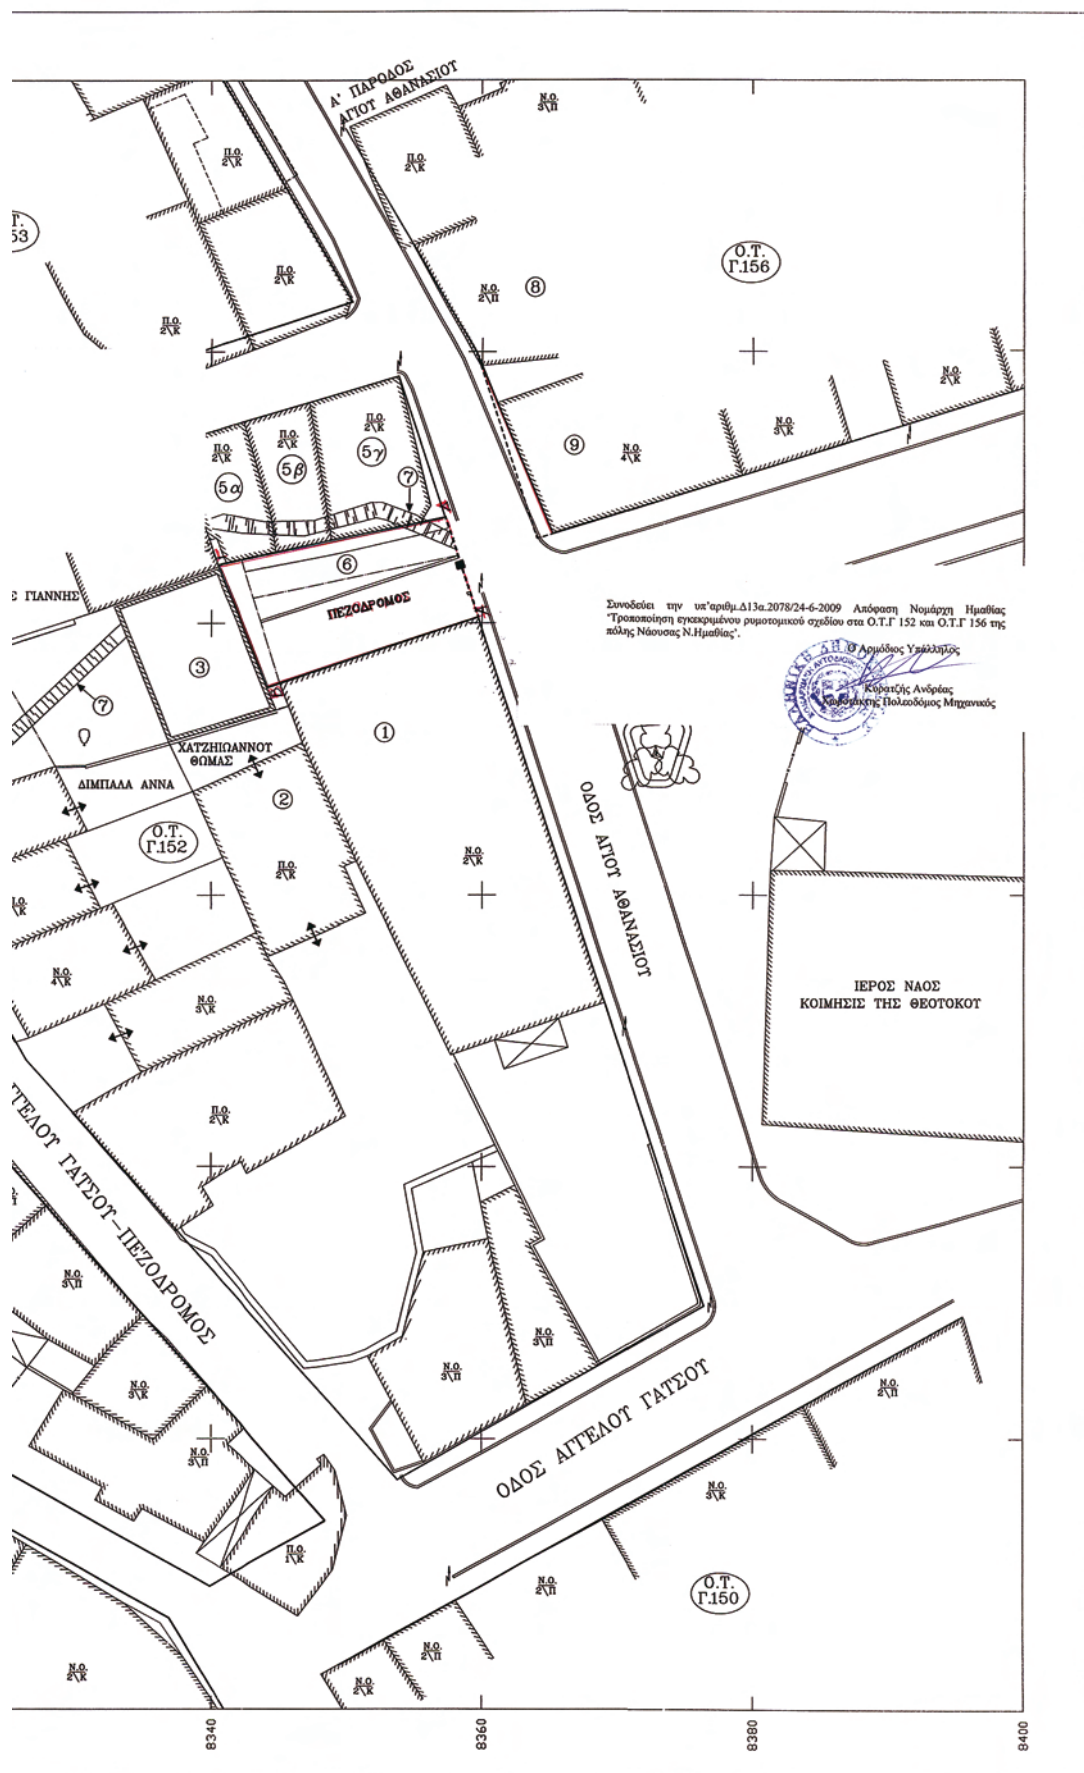 Α' ΠΑΡΟΔΟΣ
ΑΓΙΟΥ ΑΘΑΝΑΣΙΟΥ
Ν.Ο.
3/Π
Π.Ο.
2/Κ
Π.Ο.
2/Κ
Γ.
53
Ο.Τ.
Γ.156
Π.Ο.
2/Κ
Ν.Ο.
2/Π
8
Π.Ο.
2/Κ
Ν.Ο.
2/Κ
Π.Ο.
2/Κ
Π.Ο.
2/Κ
Π.Ο.
2/Κ
Ν.Ο.
3/Κ
9
Ν.Ο.
4/Κ
5α
5β
5γ
7
6
Σ ΓΙΑΝΝΗΣ
ΠΕΖΟΔΡΟΜΟΣ
Συνοδεύει την υπ'αριθμ.Δ13α.2078/24-6-2009 Απόφαση Νομάρχη Ημαθίας
'Τροποποίηση εγκεκριμένου ρυμοτομικού σχεδίου στα Ο.Τ.Γ 152 και Ο.Τ.Γ 156 της
πόλης Νάουσας Ν.Ημαθίας'.
Ο Αρμόδιος Υπάλληλος
Κυρατζής Ανδρέας
Πολεοδόμος Μηχανικός
3
7
1
ΧΑΤΖΗΙΩΑΝΝΟΥ
ΘΩΜΑΣ
ΔΙΜΠΑΛΑ ΑΝΝΑ
2
Ο.Τ.
Γ.152
ΟΔΟΣ ΑΓΙΟΥ ΑΘΑΝΑΣΙΟΥ
Ν.Ο.
2/Κ
Π.Ο.
2/Κ
Ι.Ο.
/Κ
Ν.Ο.
4/Κ
Ν.Ο.
3/Κ
ΙΕΡΟΣ ΝΑΟΣ
ΚΟΙΜΗΣΙΣ ΤΗΣ ΘΕΟΤΟΚΟΥ
Π.Ο.
2/Κ
ΓΓΕΛΟΥ ΓΑΤΣΟΥ-ΠΕΖΟΔΡΟΜΟΣ
Ν.Ο.
3/Π
Ν.Ο.
3/Π
Ν.Ο.
3/Π
Ν.Ο.
3/Κ
Ν.Ο.
2/Π
ΟΔΟΣ ΑΓΓΕΛΟΥ ΓΑΤΣΟΥ
Ν.Ο.
3/Π
Ν.Ο.
3/Κ
Π.Ο.
1/Κ
Ν.Ο.
2/Π
Ο.Τ.
Γ.150
Ν.Ο.
2/Κ
Ν.Ο.
2/Π
Ν.Ο.
2/Κ
8340
8360
8380
8400